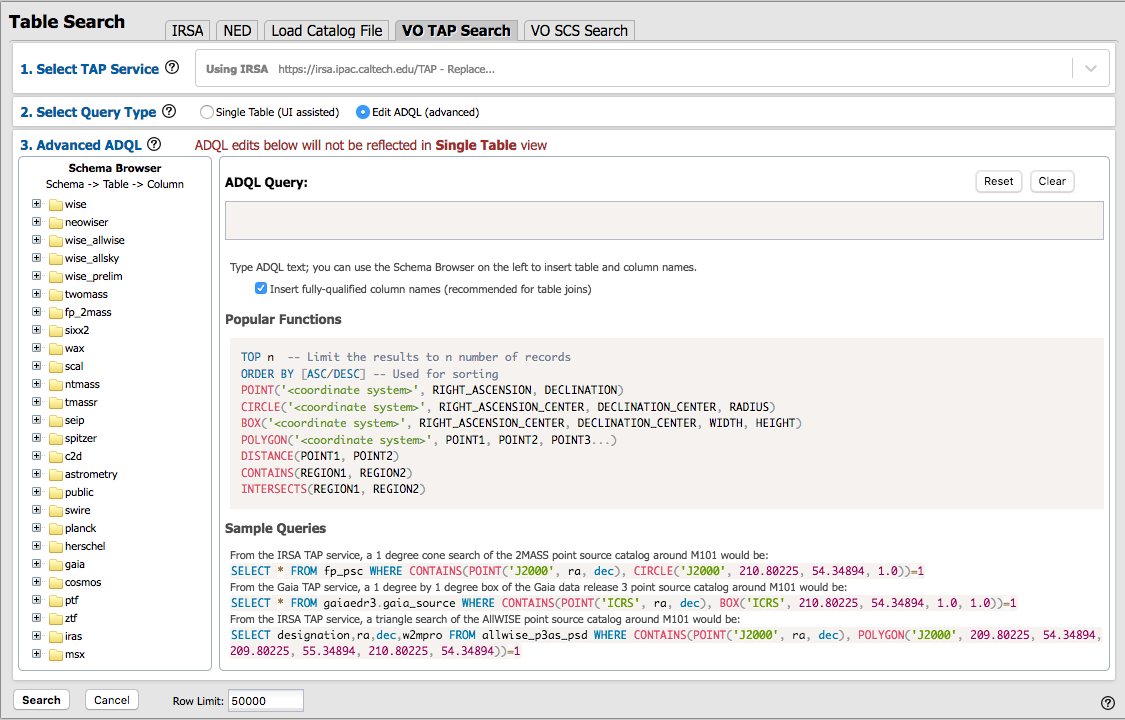 Table Search
IRSA
NED
Load Catalog File
VO TAP Search
VO SCS Search
1. Select TAP Service ?
Using IRSA https://irsa.ipac.caltech.edu/TAP - Replace...
2. Select Query Type ?
Single Table (UI assisted)
Edit ADQL (advanced)
3. Advanced ADQL ?
ADQL edits below will not be reflected in Single Table view
Schema Browser
Schema -> Table -> Column
wise
neowiser
wise_allwise
wise_allsky
wise_prelim
twomass
fp_2mass
sixx2
wax
scal
ntmass
tmassr
seip
spitzer
c2d
astrometry
public
swire
planck
herschel
gaia
cosmos
ptf
ztf
iras
msx
ADQL Query:
Reset
Clear
Type ADQL text; you can use the Schema Browser on the left to insert table and column names.
Insert fully-qualified column names (recommended for table joins)
Popular Functions
TOP n -- Limit the results to n number of records
ORDER BY [ASC/DESC] -- Used for sorting
POINT('<coordinate system>', RIGHT_ASCENSION, DECLINATION)
CIRCLE('<coordinate system>', RIGHT_ASCENSION_CENTER, DECLINATION_CENTER, RADIUS)
BOX('<coordinate system>', RIGHT_ASCENSION_CENTER, DECLINATION_CENTER, WIDTH, HEIGHT)
POLYGON('<coordinate system>', POINT1, POINT2, POINT3...)
DISTANCE(POINT1, POINT2)
CONTAINS(REGION1, REGION2)
INTERSECTS(REGION1, REGION2)
Sample Queries
From the IRSA TAP service, a 1 degree cone search of the 2MASS point source catalog around M101 would be:
SELECT * FROM fp_psc WHERE CONTAINS(POINT('J2000', ra, dec), CIRCLE('J2000', 210.80225, 54.34894, 1.0))=1
From the Gaia TAP service, a 1 degree by 1 degree box of the Gaia data release 3 point source catalog around M101 would be:
SELECT * FROM gaiaedr3.gaia_source WHERE CONTAINS(POINT('ICRS', ra, dec), BOX('ICRS', 210.80225, 54.34894, 1.0, 1.0))=1
From the IRSA TAP service, a triangle search of the AllWISE point source catalog around M101 would be:
SELECT designation,ra,dec,w2mpro FROM allwise_p3as_psd WHERE CONTAINS(POINT('J2000', ra, dec), POLYGON('J2000', 209.80225, 54.34894,
209.80225, 55.34894, 210.80225, 54.34894))=1
Search
Cancel
Row Limit: 50000
?